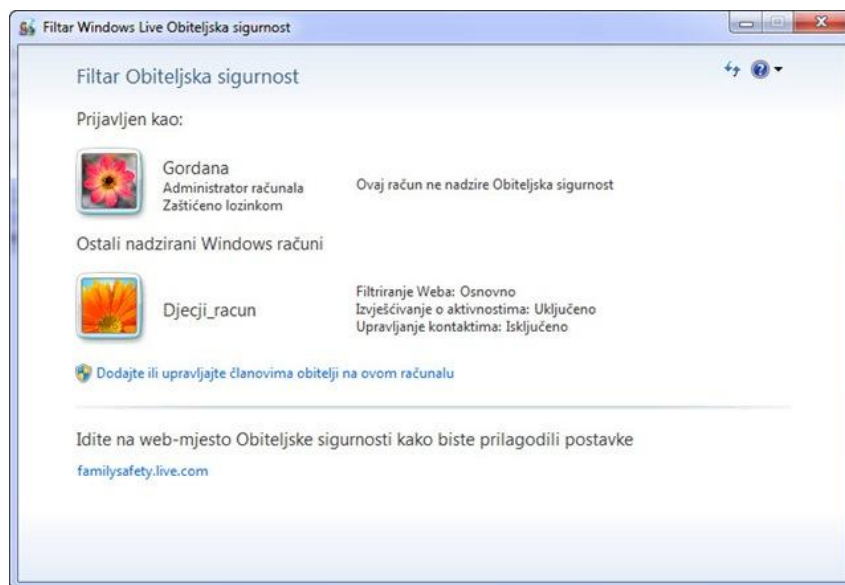 Filtar Windows Live Obiteljska sigurnost
Filtar Obiteljska sigurnost
Prijavljen kao:
Gordana
Administrator računala
Zaštićeno lozinkom
Ovaj račun ne nadzire Obiteljska sigurnost
Ostali nadzirani Windows računi
Djecji_racun
Filtriranje Weba: Osnovno
Izvješćivanje o aktivnostima: Uključeno
Upravljanje kontaktima: Isključeno
Dodajte ili upravljajte članovima obitelji na ovom računalu
Idite na web-mjesto Obiteljske sigurnosti kako biste prilagodili postavke
familysafety.live.com